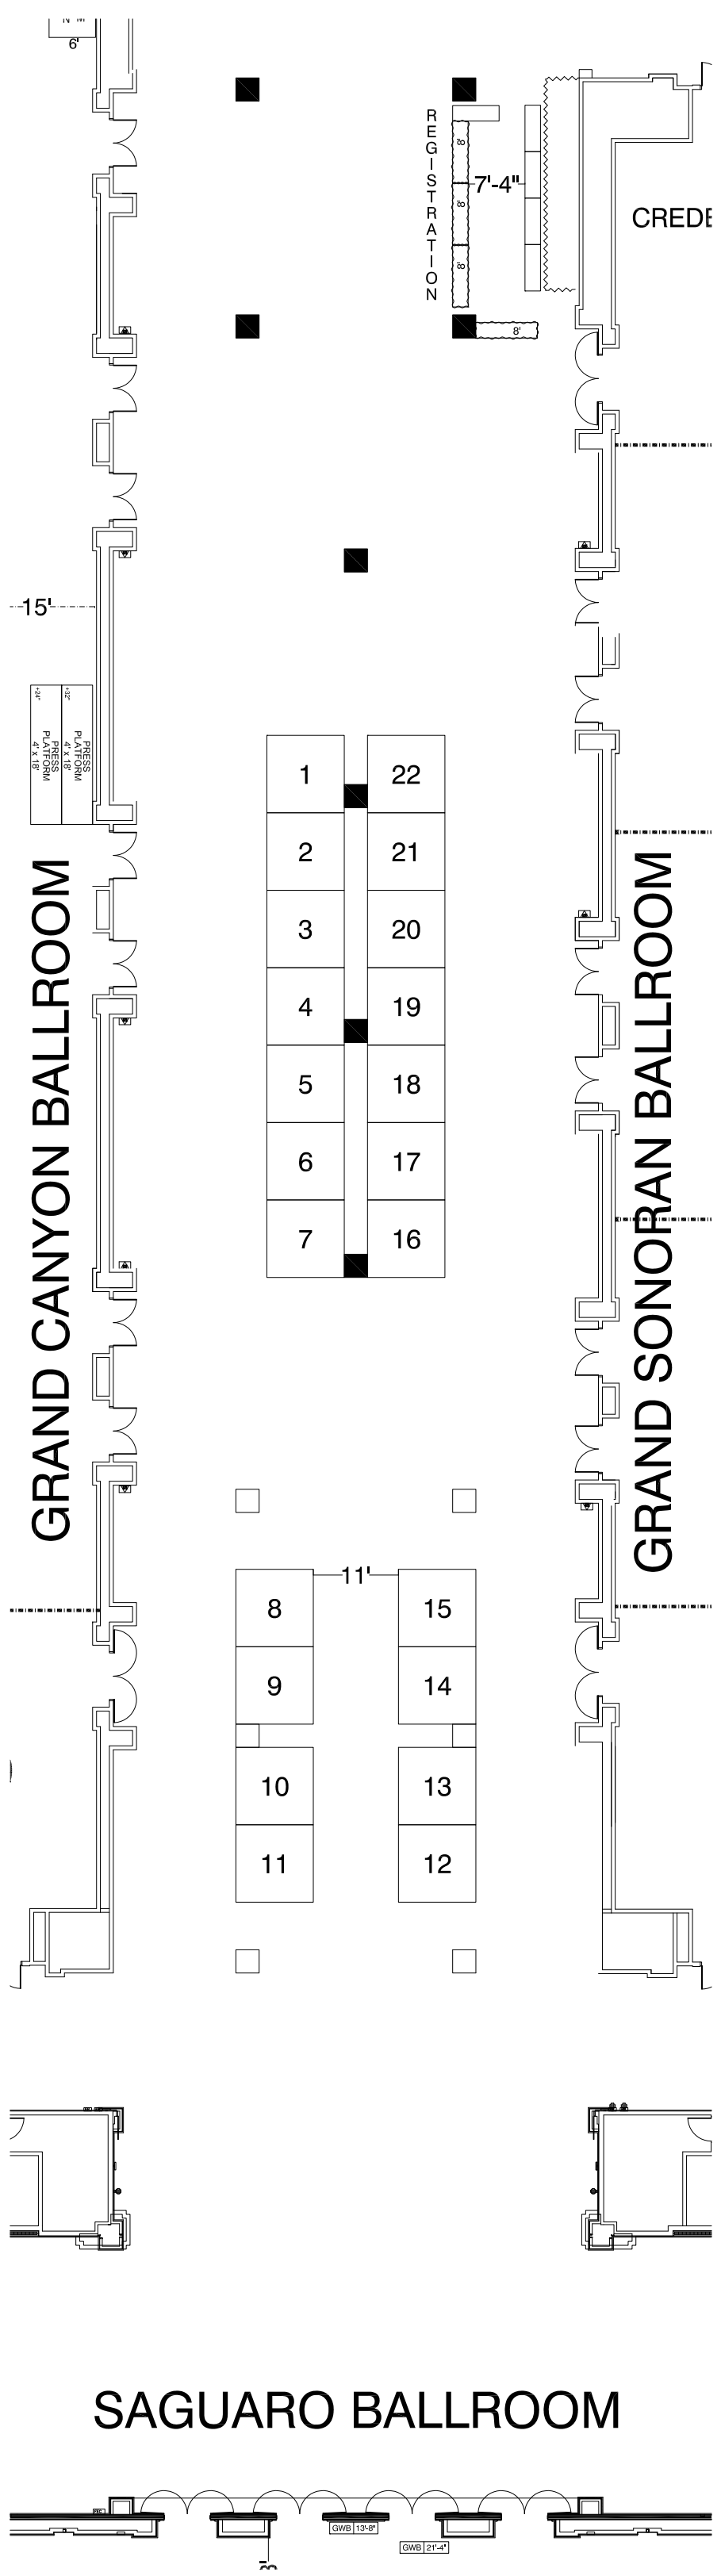 6'
REGISTRATION
8'
8'
8'
7'-4"
8'
CREDE
15'
+24"
PRESS
PLATFORM
4' x 18'
+32"
PRESS
PLATFORM
4' x 18'
1
22
2
21
3
20
4
19
5
18
6
17
7
16
GRAND CANYON BALLROOM
GRAND SONORAN BALLROOM
11'
8
15
9
14
10
13
11
12
SAGUARO BALLROOM
GWB 13'-8"
GWB 21'-4"